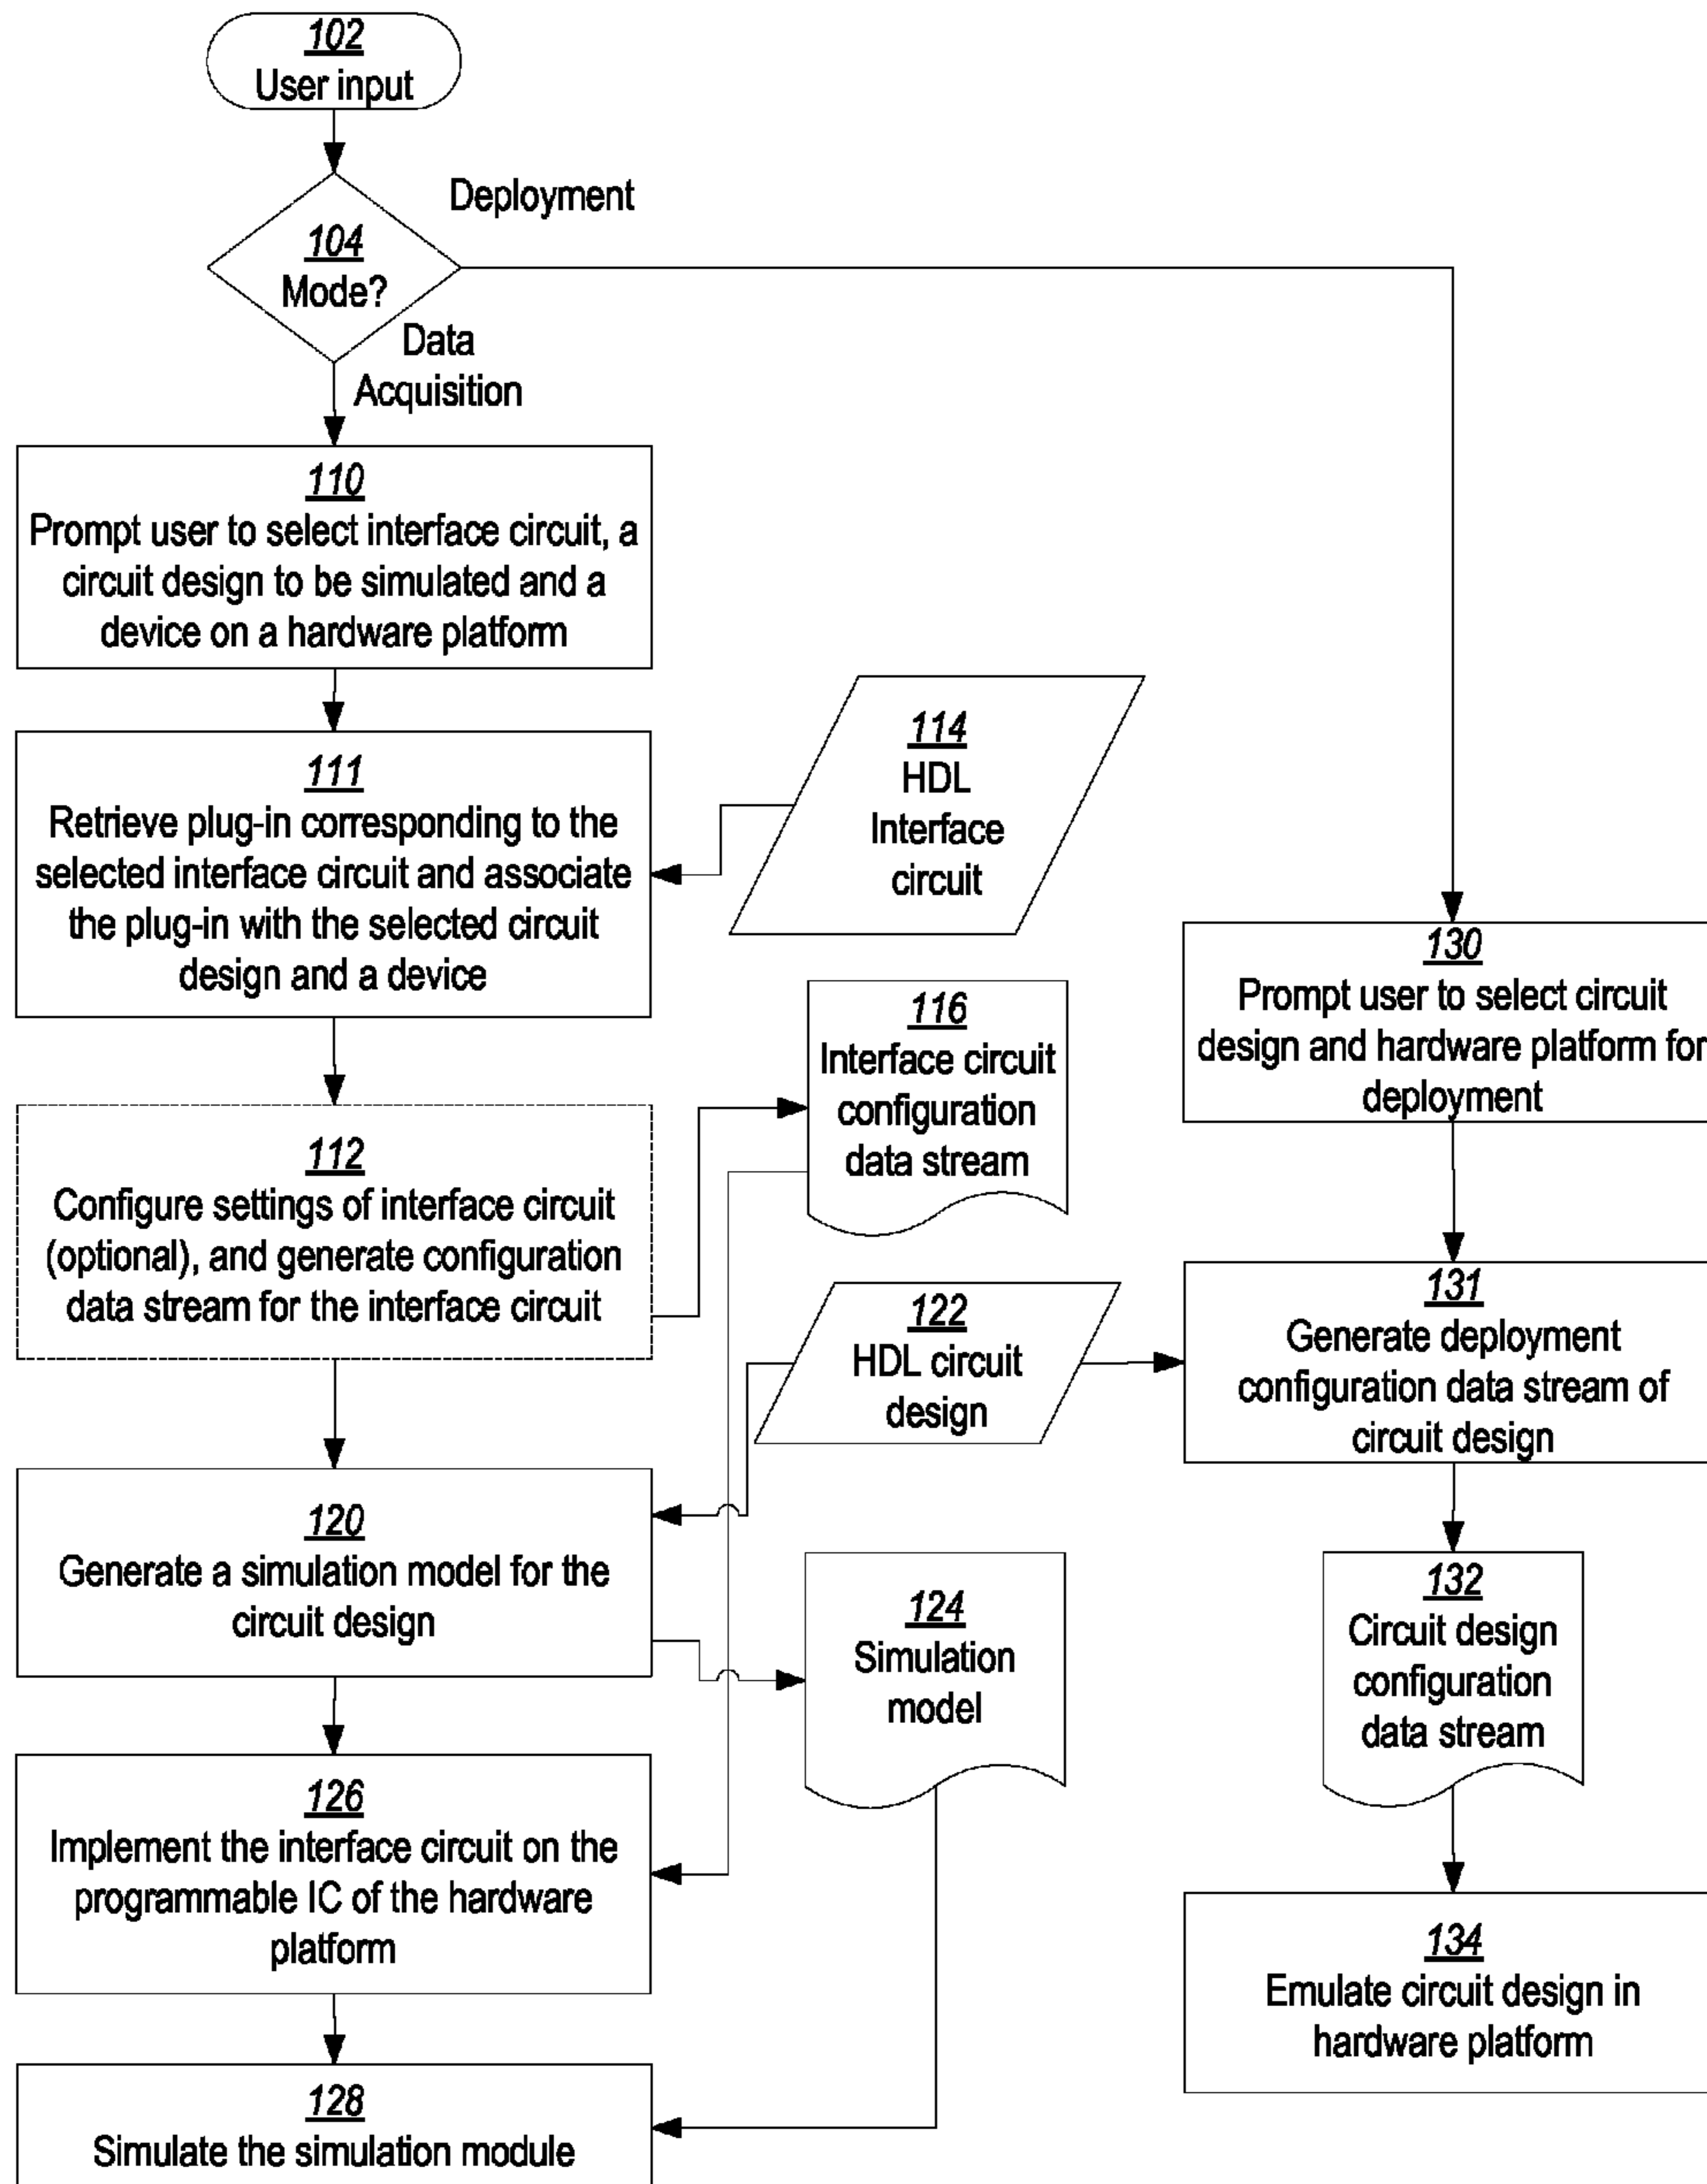 102
User input
Deployment
104
Mode?
Data
Acquisition
110
Prompt user to select interface circuit, a
circuit design to be simulated and a
device on a hardware platform
111
Retrieve plug-in corresponding to the
selected interface circuit and associate
the plug-in with the selected circuit
design and a device
114
HDL
Interface
circuit
112
Configure settings of interface circuit
(optional), and generate configuration
data stream for the interface circuit
116
Interface circuit
configuration
data stream
120
Generate a simulation model for the
circuit design
122
HDL circuit
design
124
Simulation
model
126
Implement the interface circuit on the
programmable IC of the hardware
platform
128
Simulate the simulation module
130
Prompt user to select circuit
design and hardware platform for
deployment
131
Generate deployment
configuration data stream of
circuit design
132
Circuit design
configuration
data stream
134
Emulate circuit design in
hardware platform